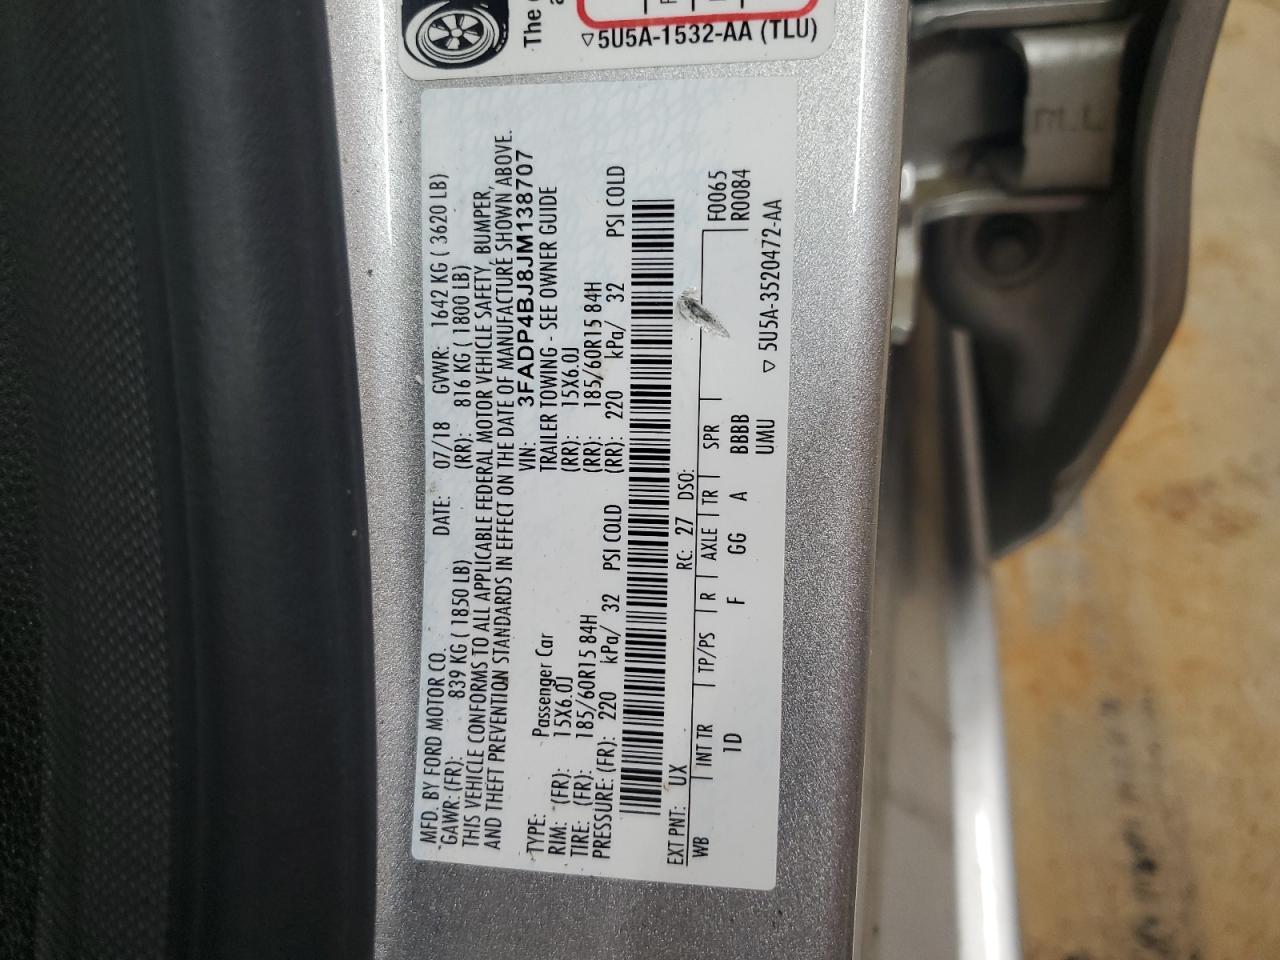 The
5U5A-1532-AA (TLU)
MFD. BY FORD MOTOR CO. DATE: 07/18 GVWR: 1642 KG ( 3620 LB)
GAWR: (FR): 839 KG ( 1850 LB) (RR): 816 KG ( 1800 LB)
THIS VEHICLE CONFORMS TO ALL APPLICABLE FEDERAL MOTOR VEHICLE SAFETY, BUMPER,
AND THEFT PREVENTION STANDARDS IN EFFECT ON THE DATE OF MANUFACTURE SHOWN ABOVE.
VIN: 3FADP4BJ8JM138707
TYPE: Passenger Car TRAILER TOWING - SEE OWNER GUIDE
RIM: (FR): 15X6.0J (RR): 15X6.0J
TIRE: (FR): 185/60R15 84H (RR): 185/60R15 84H
PRESSURE: (FR): 220 kPa/ 32 PSI COLD (RR): 220 kPa/ 32 PSI COLD
EXT PNT: UX RC: 27 DSO:
WB INT TR TP/PS R AXLE TR SPR F0065
1D F GG A BBBB R0084
UMU
5U5A-3520472-AA